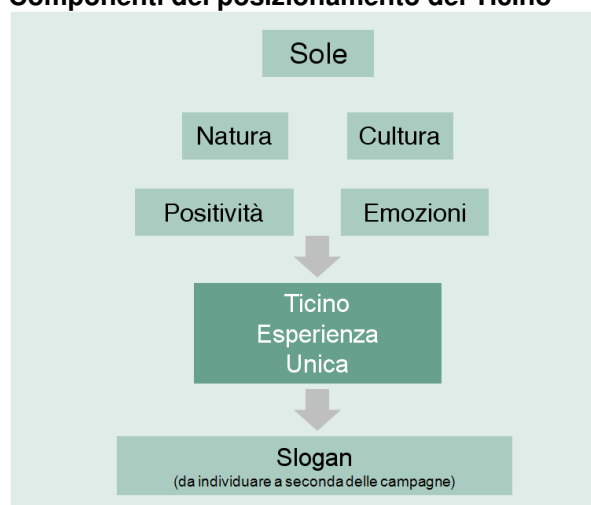 Componenti del posizionamento del Ticino
Sole
Natura
Cultura
Positività
Emozioni
Ticino
Esperienza
Unica
Slogan
(da individuare a seconda delle campagne)